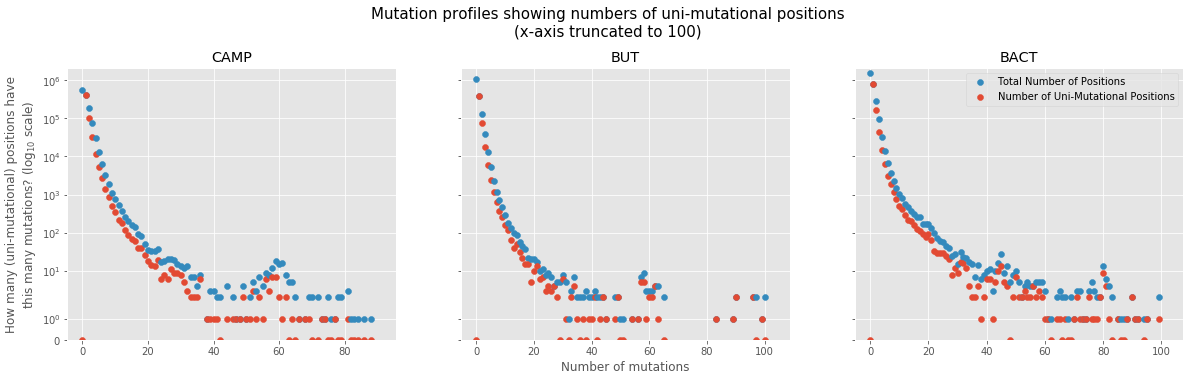 Mutation profiles showing numbers of uni-mutational positions
(x-axis truncated to 100)
CAMP
BUT
BACT
How many (uni-mutational) positions have
this many mutations? (log₁₀ scale)
10⁶
10⁵
10⁴
10³
10²
10¹
10⁰
0
Total Number of Positions
Number of Uni-Mutational Positions
0 20 40 60 80
0 20 40 60 80 100
0 20 40 60 80 100
Number of mutations